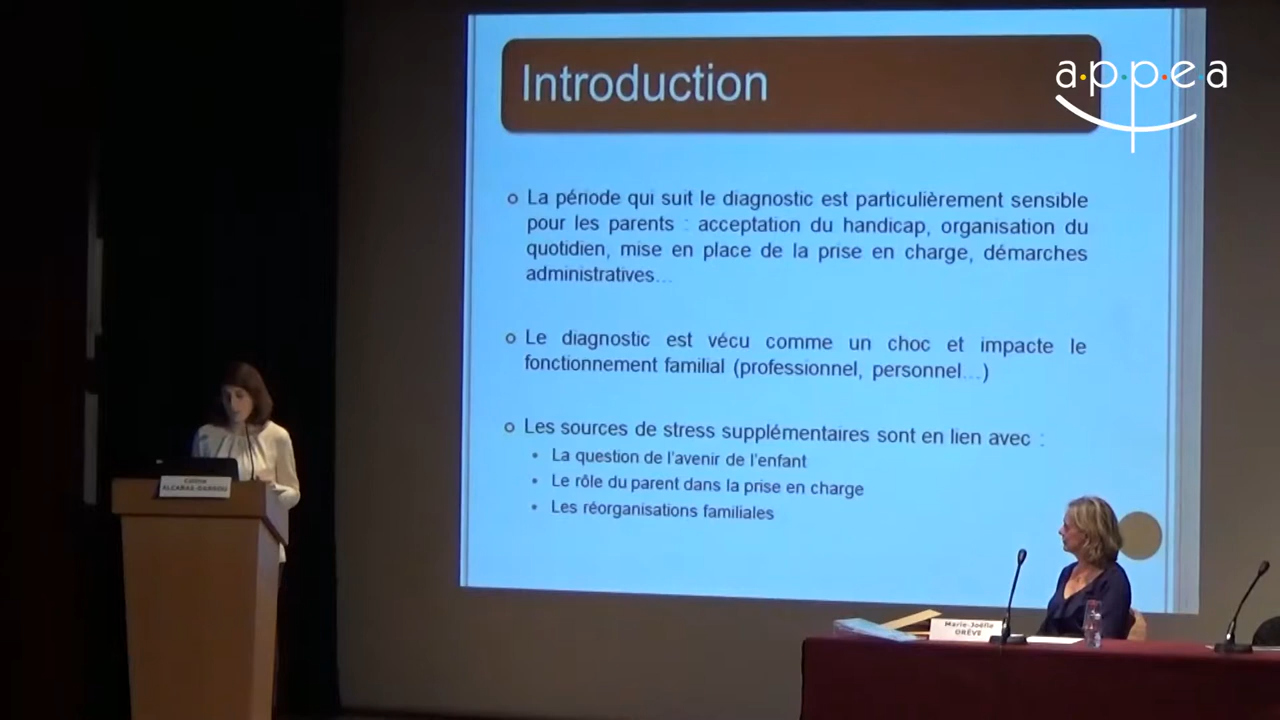 Introduction
a.p.p.e.a
La période qui suit le diagnostic est particulièrement sensible
pour les parents : acceptation du handicap, organisation du
quotidien, mise en place de la prise en charge, démarches
administratives…
Le diagnostic est vécu comme un choc et impacte le
fonctionnement familial (professionnel, personnel…)
Les sources de stress supplémentaires sont en lien avec :
La question de l'avenir de l'enfant
Le rôle du parent dans la prise en charge
Les réorganisations familiales
Marie-Joëlle
ORÊVE